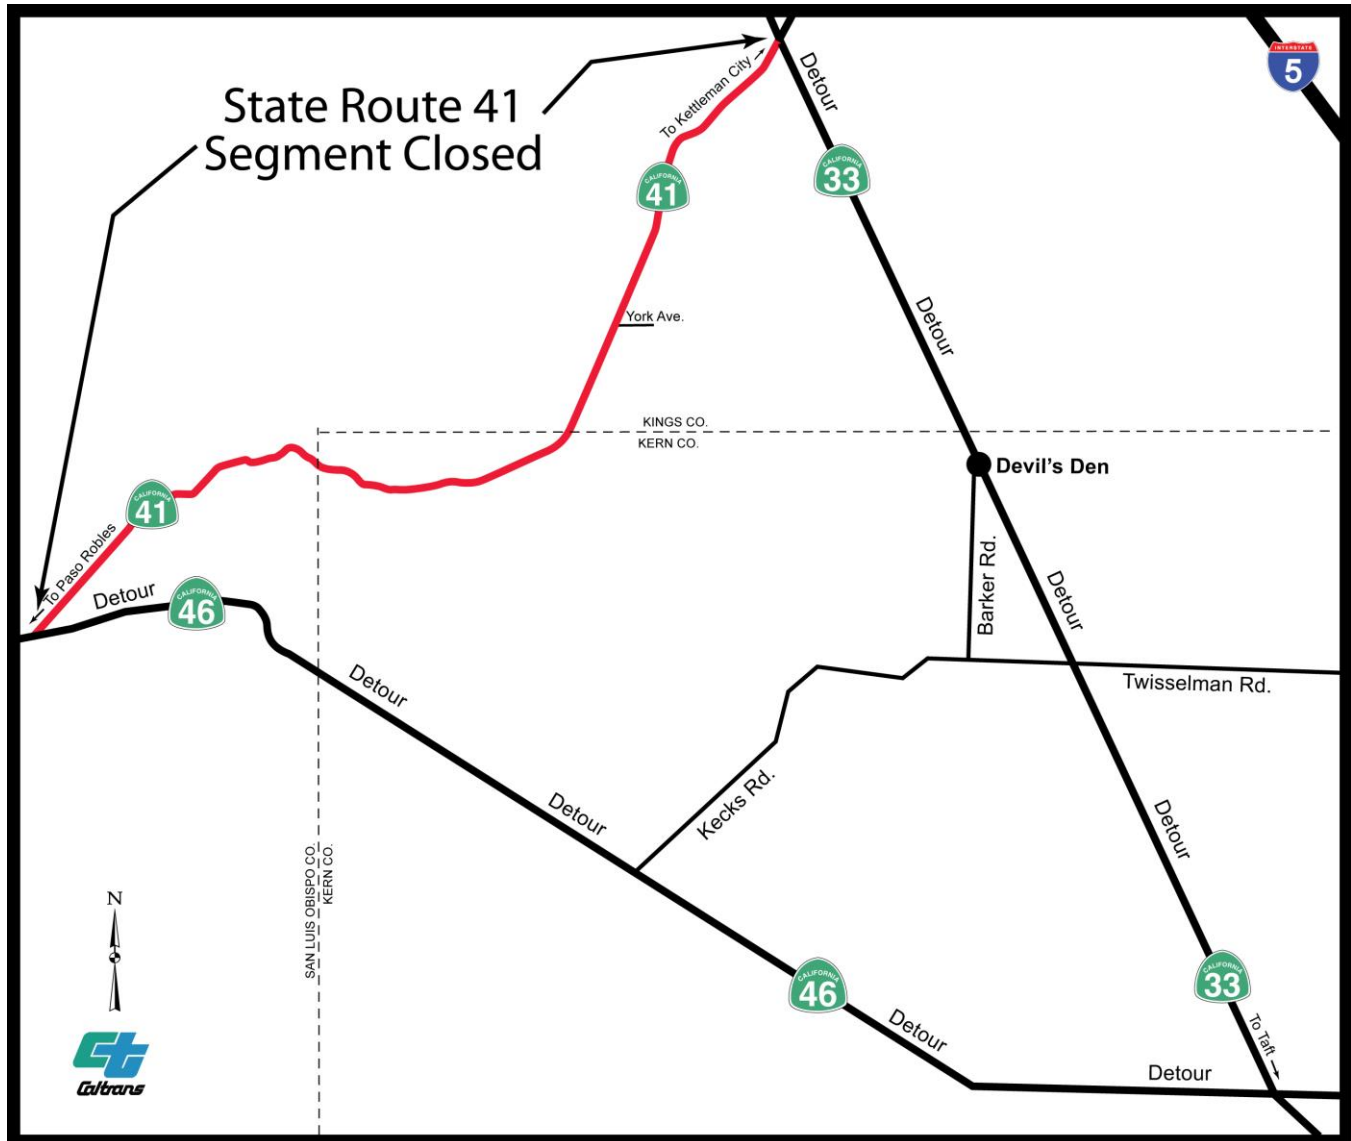 State Route 41
Segment Closed
To Kettleman City
Detour
INTERSTATE
5
CALIFORNIA
41
CALIFORNIA
33
York Ave.
Detour
KINGS CO.
KERN CO.
Devil's Den
CALIFORNIA
41
To Paso Robles
Detour
CALIFORNIA
46
Barker Rd.
Detour
Detour
Twisselman Rd.
Kecks Rd.
Detour
Detour
SAN LUIS OBISPO CO.
KERN CO.
N
CALIFORNIA
46
CALIFORNIA
33
Detour
To Taft
Detour
Ct
Caltrans